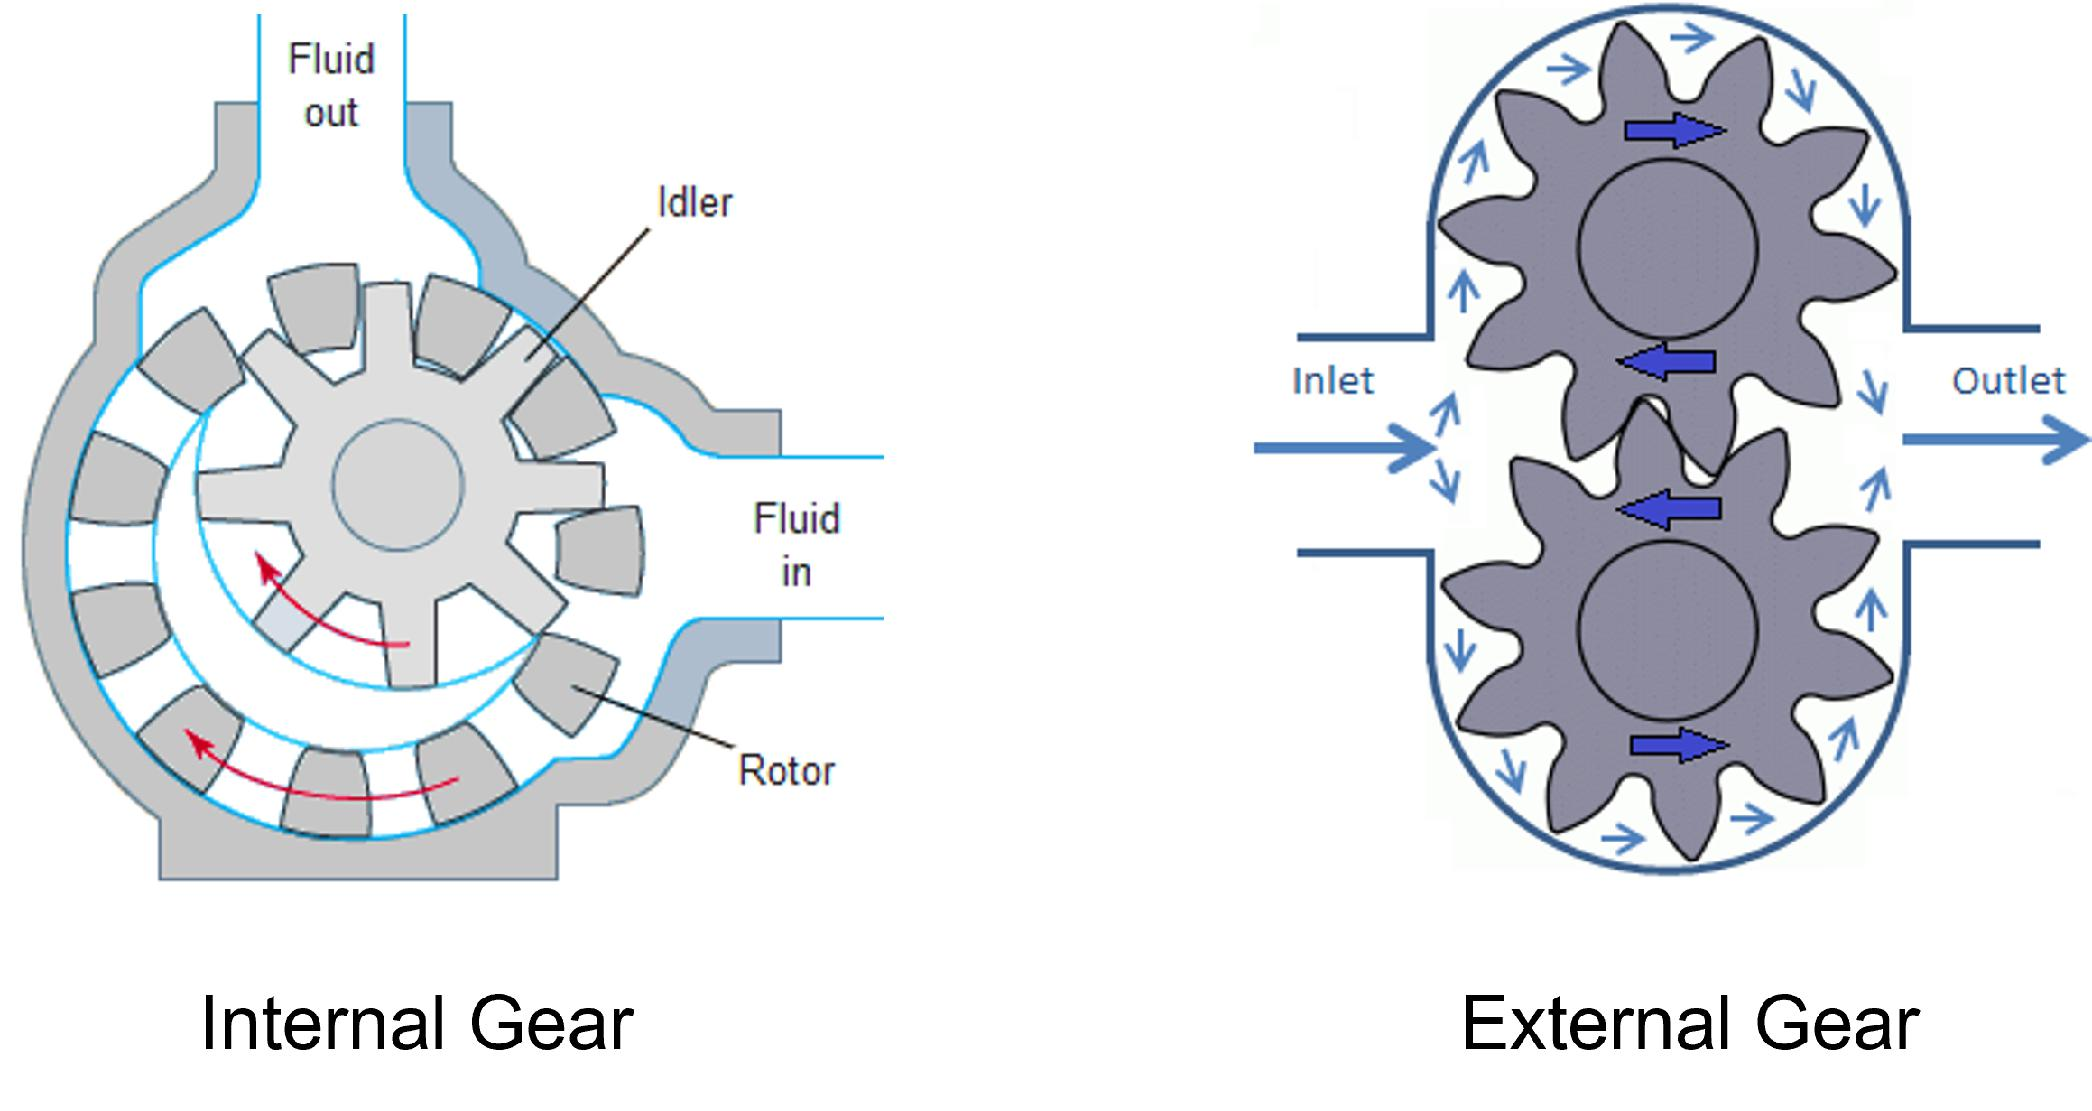 Fluid
out
Idler
Fluid
in
Rotor
Internal Gear
Inlet
Outlet
External Gear